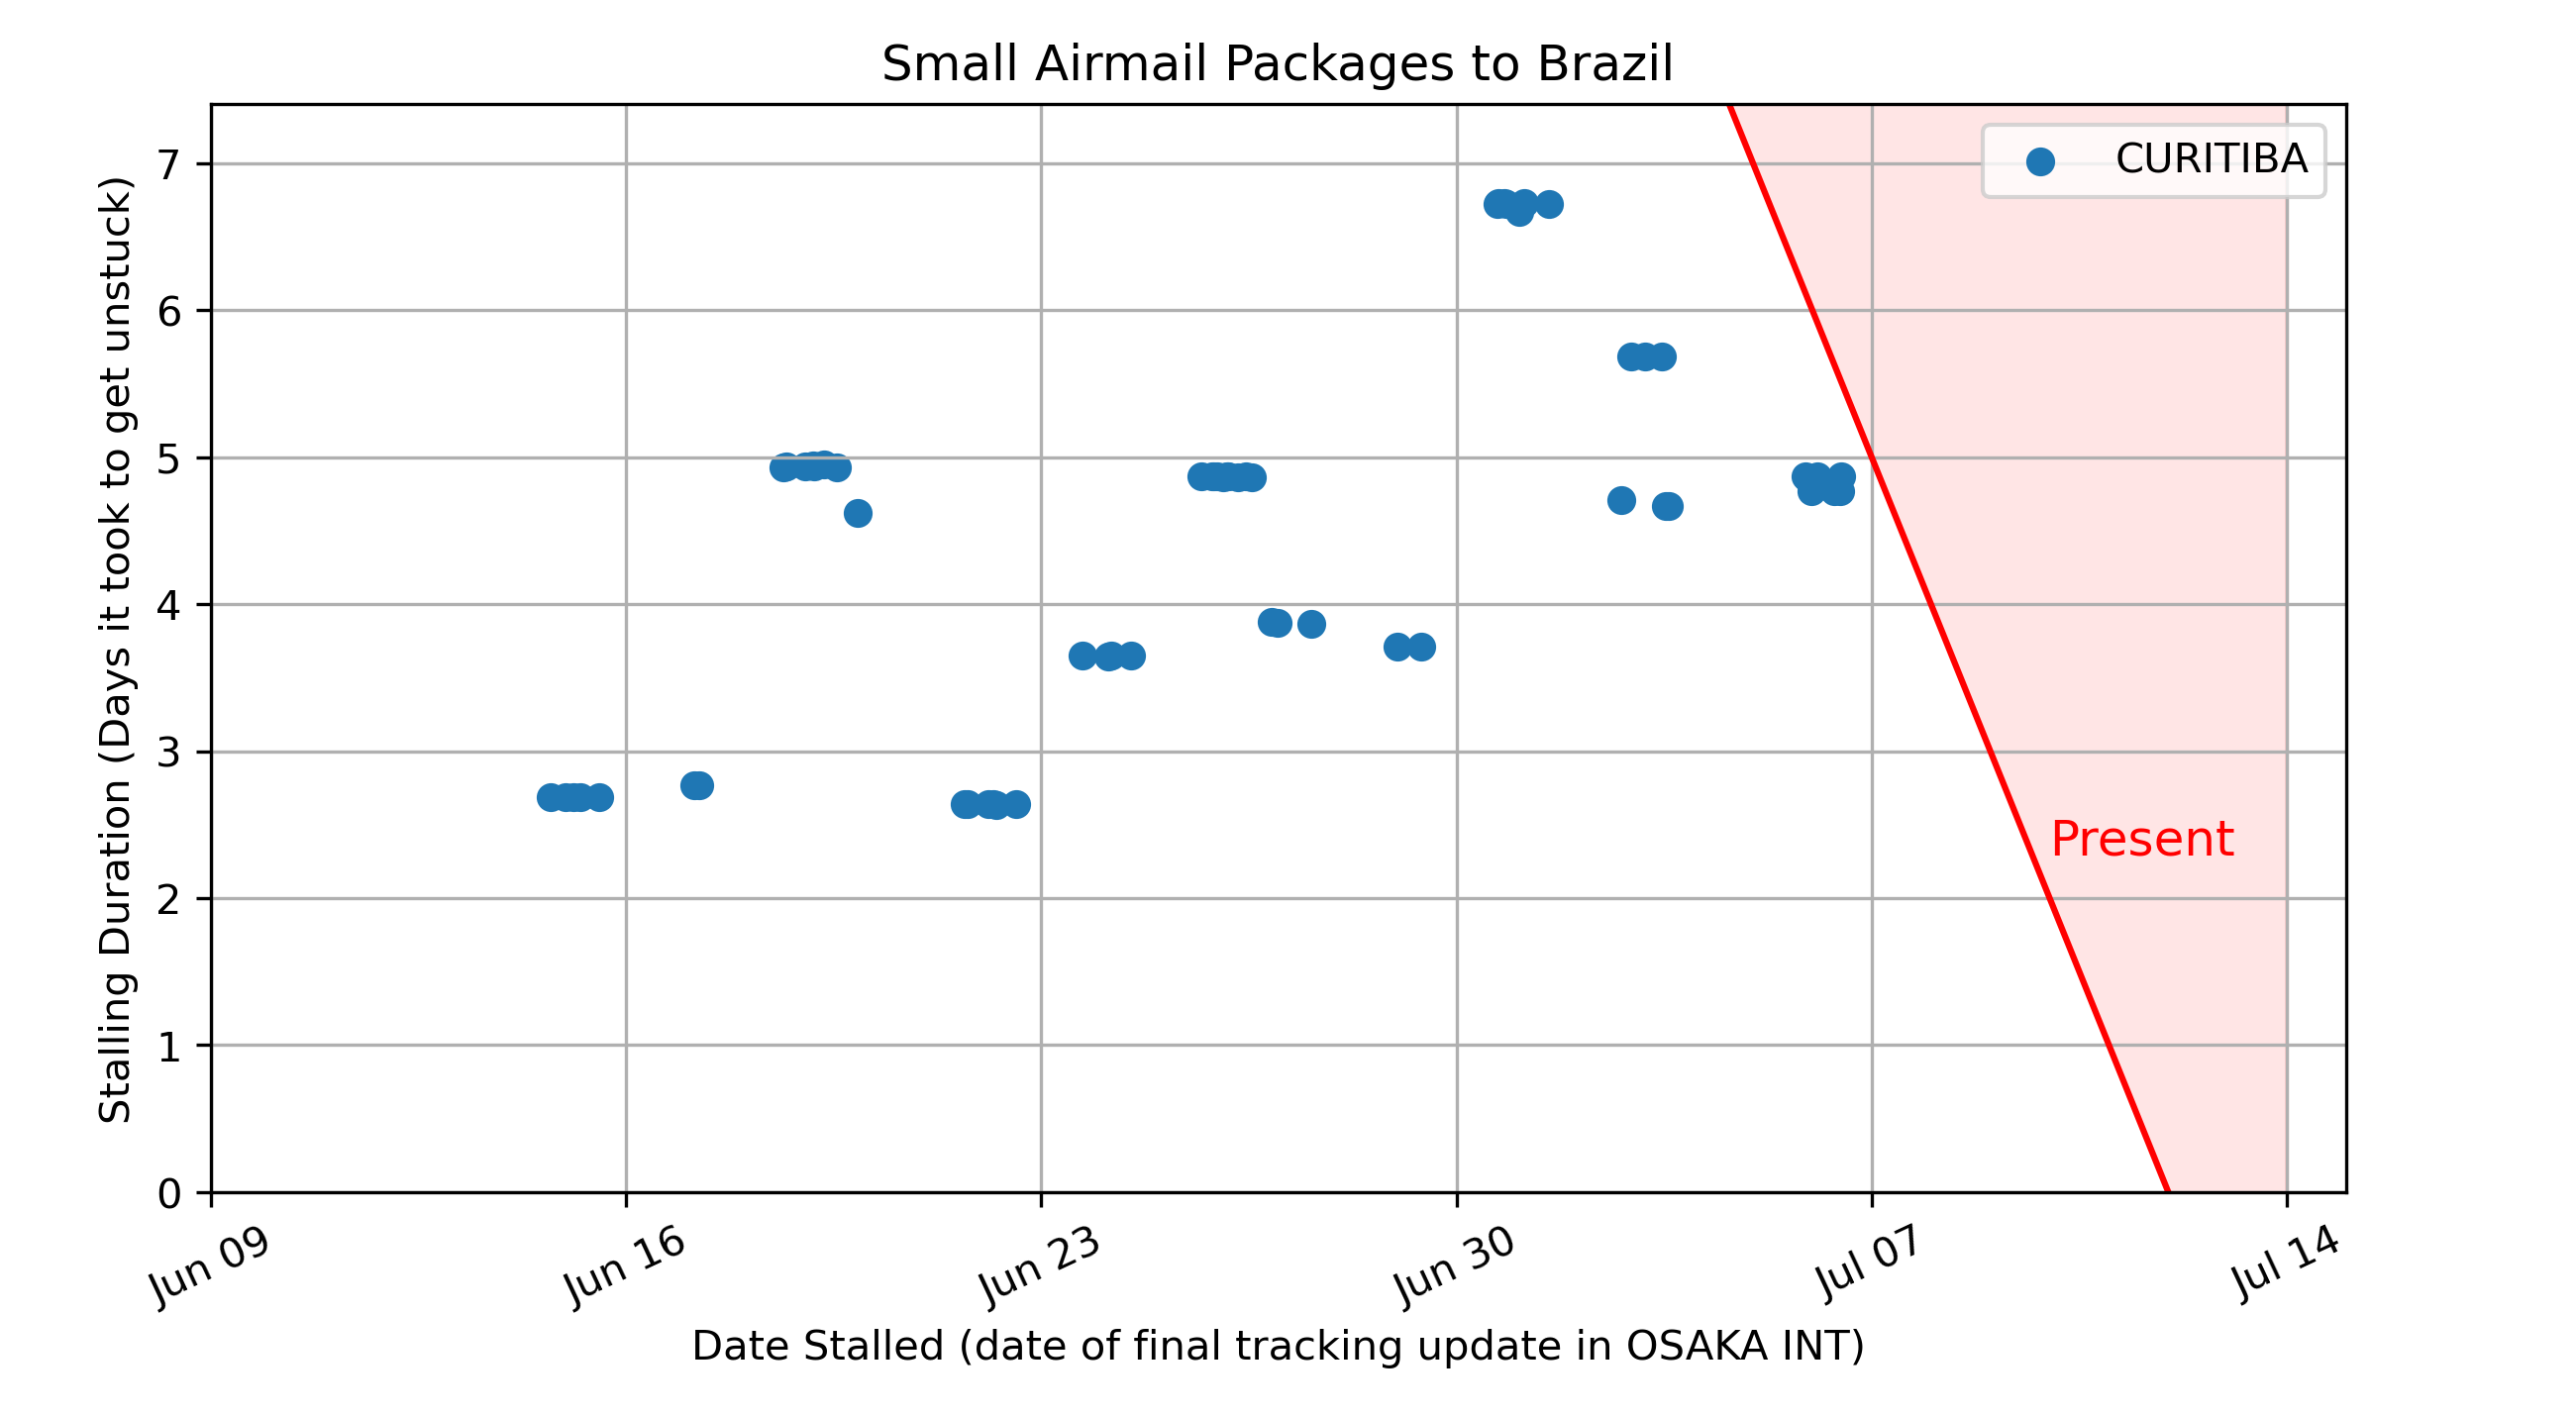 Small Airmail Packages to Brazil
CURITIBA
Stalling Duration (Days it took to get unstuck)
7
6
5
4
3
2
1
0
Present
Jun 09
Jun 16
Jun 23
Jun 30
Jul 07
Jul 14
Date Stalled (date of final tracking update in OSAKA INT)